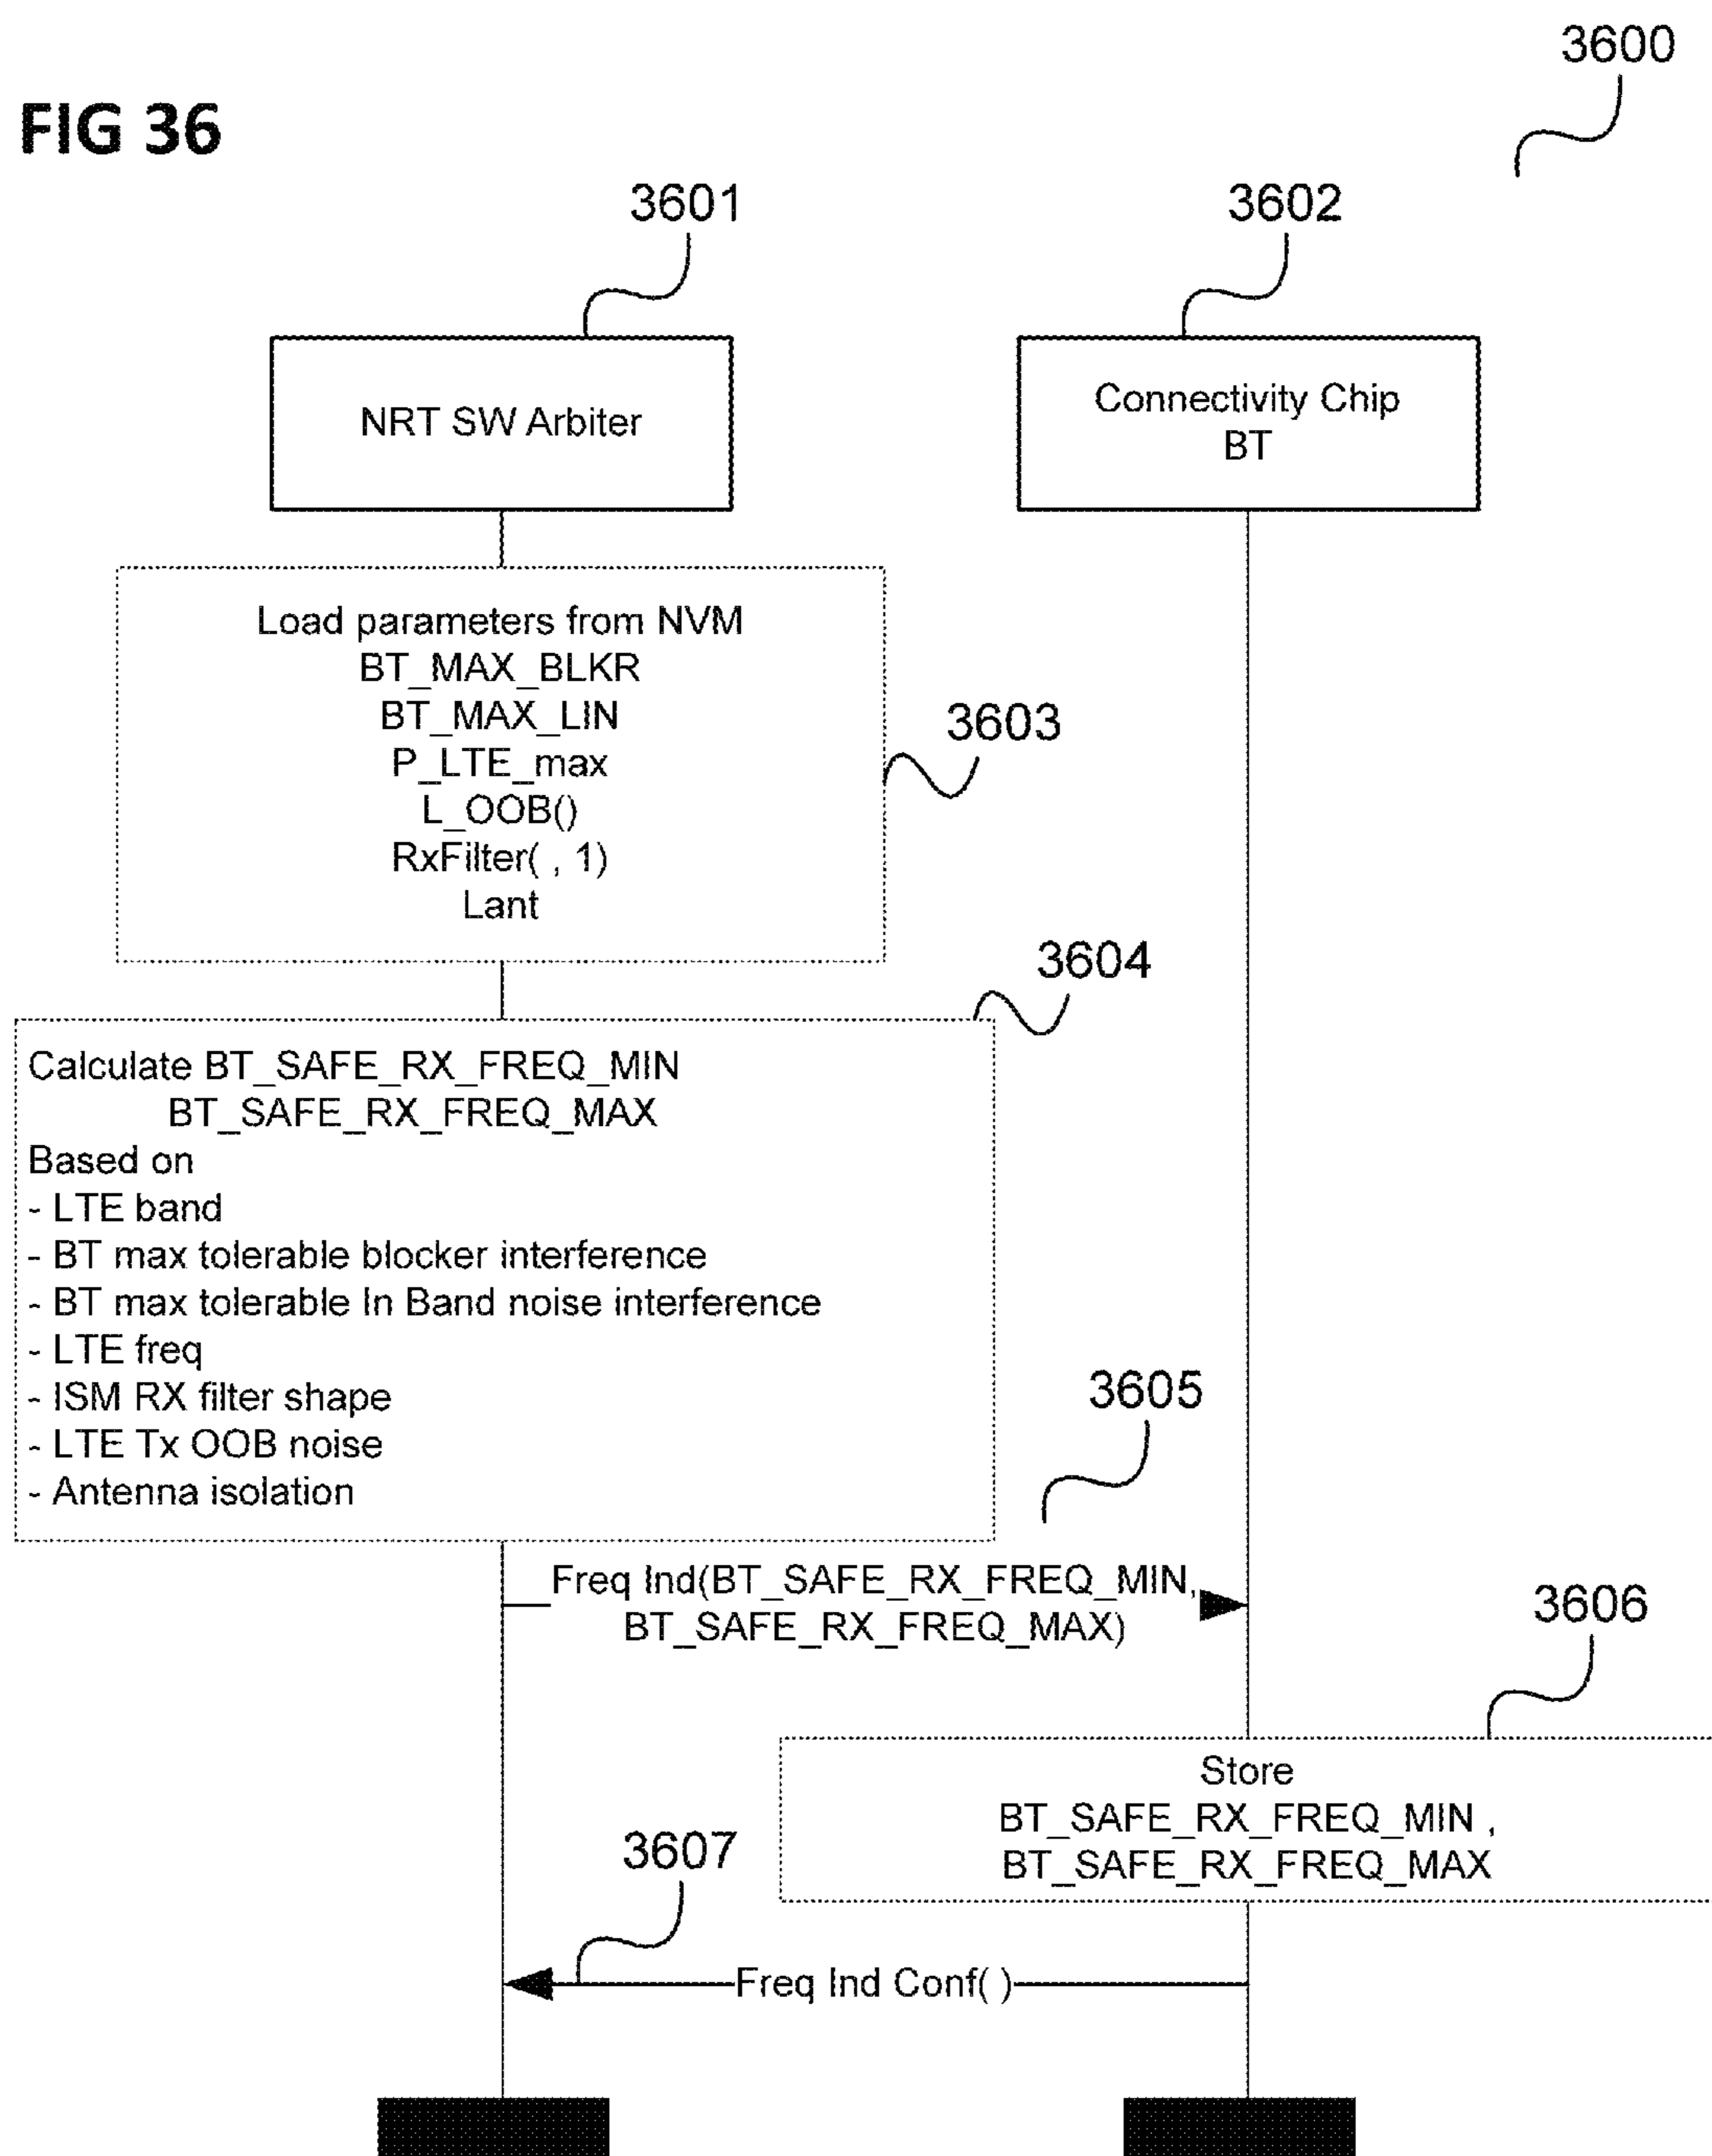 3600
FIG 36
3601
3602
NRT SW Arbiter
Connectivity Chip
BT
Load parameters from NVM
BT_MAX_BLKR
BT_MAX_LIN
P_LTE_max
L_OOB()
RxFilter( , 1)
Lant
3603
3604
Calculate BT_SAFE_RX_FREQ_MIN
BT_SAFE_RX_FREQ_MAX
Based on
- LTE band
- BT max tolerable blocker interference
- BT max tolerable In Band noise interference
- LTE freq
- ISM RX filter shape
- LTE Tx OOB noise
- Antenna isolation
3605
Freq Ind(BT_SAFE_RX_FREQ_MIN,
BT_SAFE_RX_FREQ_MAX)
3606
Store
BT_SAFE_RX_FREQ_MIN ,
BT_SAFE_RX_FREQ_MAX
3607
Freq Ind Conf( )